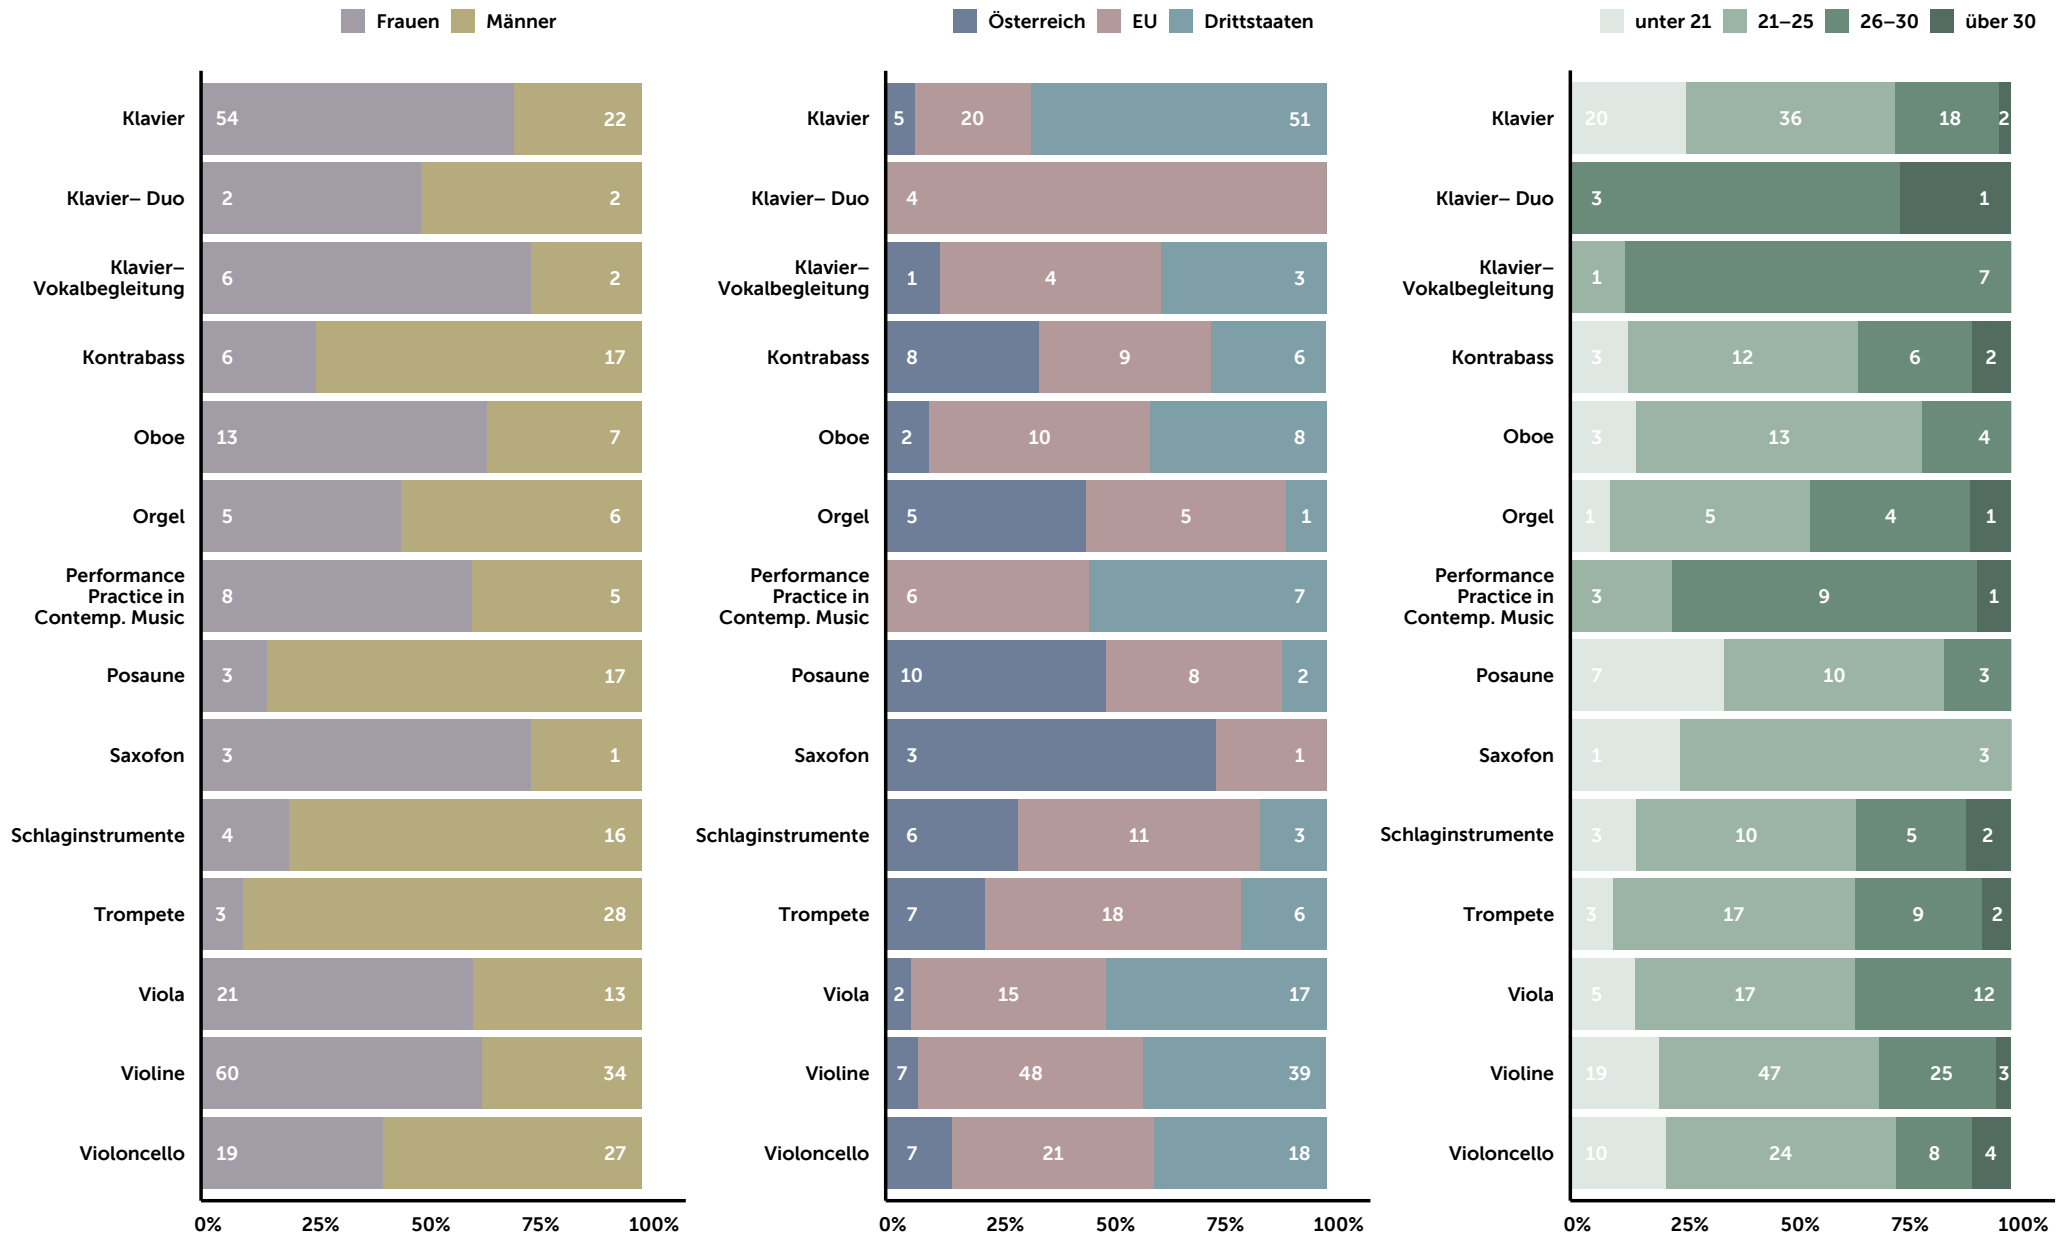 Frauen Männer
Klavier 54 22
Klavier– Duo 2 2
Klavier–
Vokalbegleitung 6 2
Kontrabass 6 17
Oboe 13 7
Orgel 5 6
Performance
Practice in
Contemp. Music 8 5
Posaune 3 17
Saxofon 3 1
Schlaginstrumente 4 16
Trompete 3 28
Viola 21 13
Violine 60 34
Violoncello 19 27
0% 25% 50% 75% 100%
Österreich EU Drittstaaten
Klavier 5 20 51
Klavier– Duo 4
Klavier–
Vokalbegleitung 1 4 3
Kontrabass 8 9 6
Oboe 2 10 8
Orgel 5 5 1
Performance
Practice in
Contemp. Music 6 7
Posaune 10 8 2
Saxofon 3 1
Schlaginstrumente 6 11 3
Trompete 7 18 6
Viola 2 15 17
Violine 7 48 39
Violoncello 7 21 18
0% 25% 50% 75% 100%
unter 21 21–25 26–30 über 30
Klavier 20 36 18 2
Klavier– Duo 3 1
Klavier–
Vokalbegleitung 1 7
Kontrabass 3 12 6 2
Oboe 3 13 4
Orgel 1 5 4 1
Performance
Practice in
Contemp. Music 3 9 1
Posaune 7 10 3
Saxofon 1 3
Schlaginstrumente 3 10 5 2
Trompete 3 17 9 2
Viola 5 17 12
Violine 19 47 25 3
Violoncello 10 24 8 4
0% 25% 50% 75% 100%